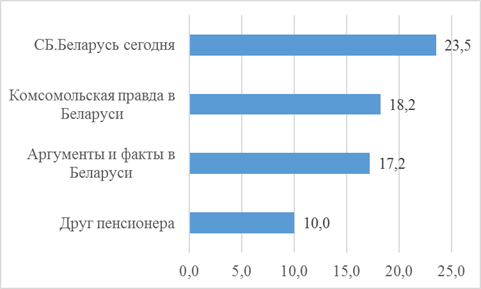 СБ.Беларусь сегодня
23,5
Комсомольская правда в
Беларуси
18,2
Аргументы и факты в
Беларуси
17,2
Друг пенсионера
10,0
0,0 5,0 10,0 15,0 20,0 25,0